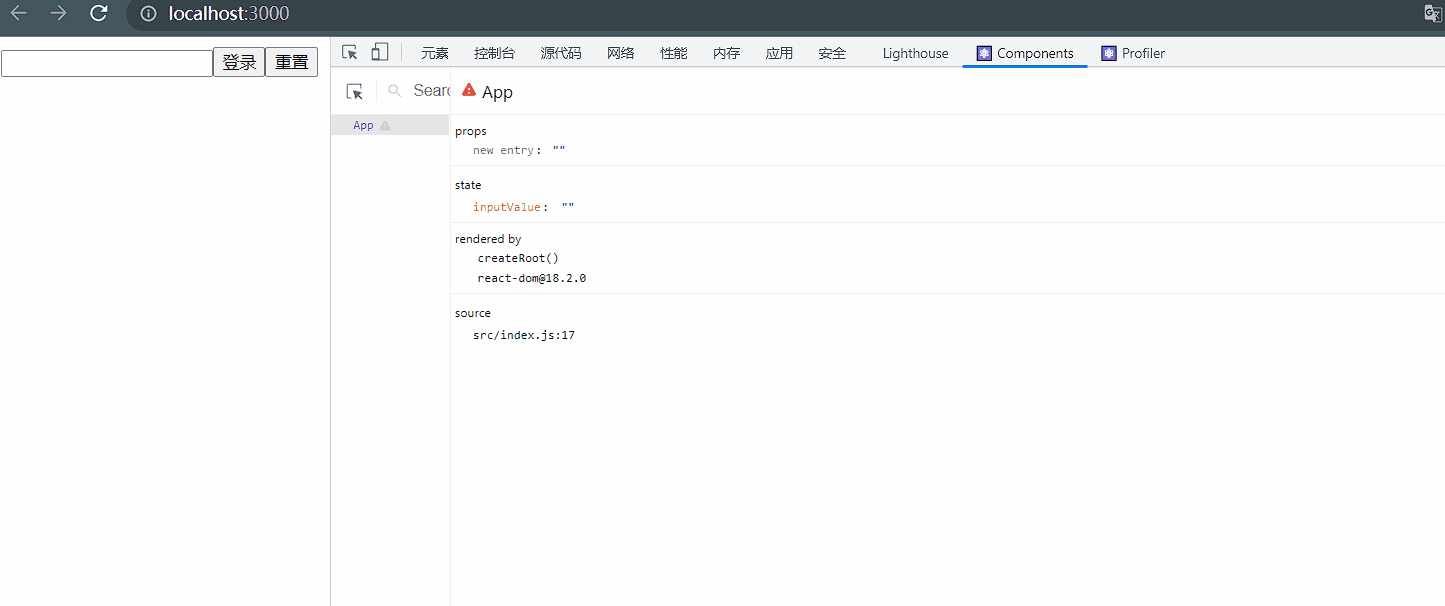 localhost:3000
登录 重置
元素 控制台 源代码 网络 性能 内存 应用 安全 Lighthouse Components Profiler
Searc App
App
props
new entry: ""
state
inputValue: ""
rendered by
createRoot()
react-dom@18.2.0
source
src/index.js:17